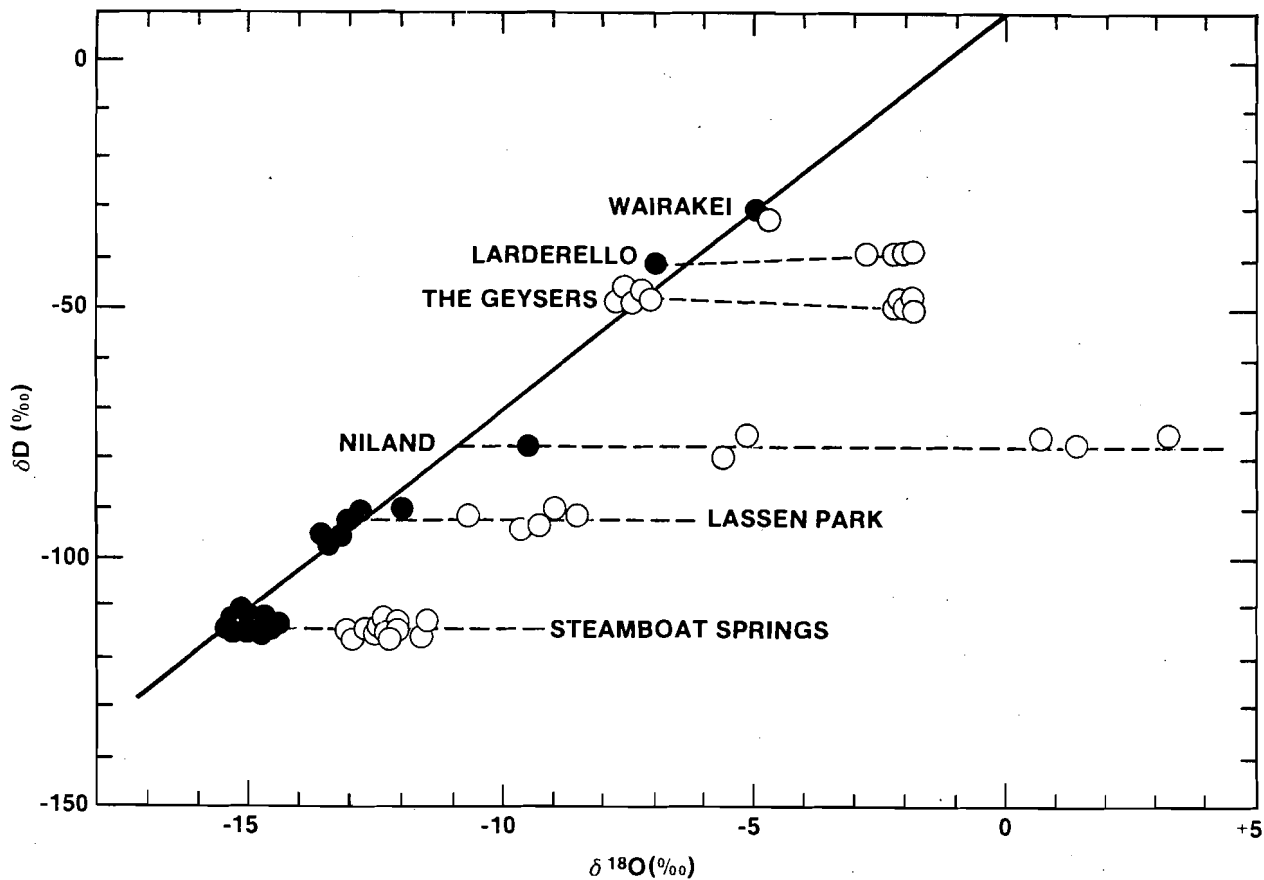 0
WAIRAKEI
LARDERELLO
THE GEYSERS
-50
δD (‰)
NILAND
LASSEN PARK
-100
STEAMBOAT SPRINGS
-150
-15 -10 -5 0 +5
δ ¹⁸O(‰)